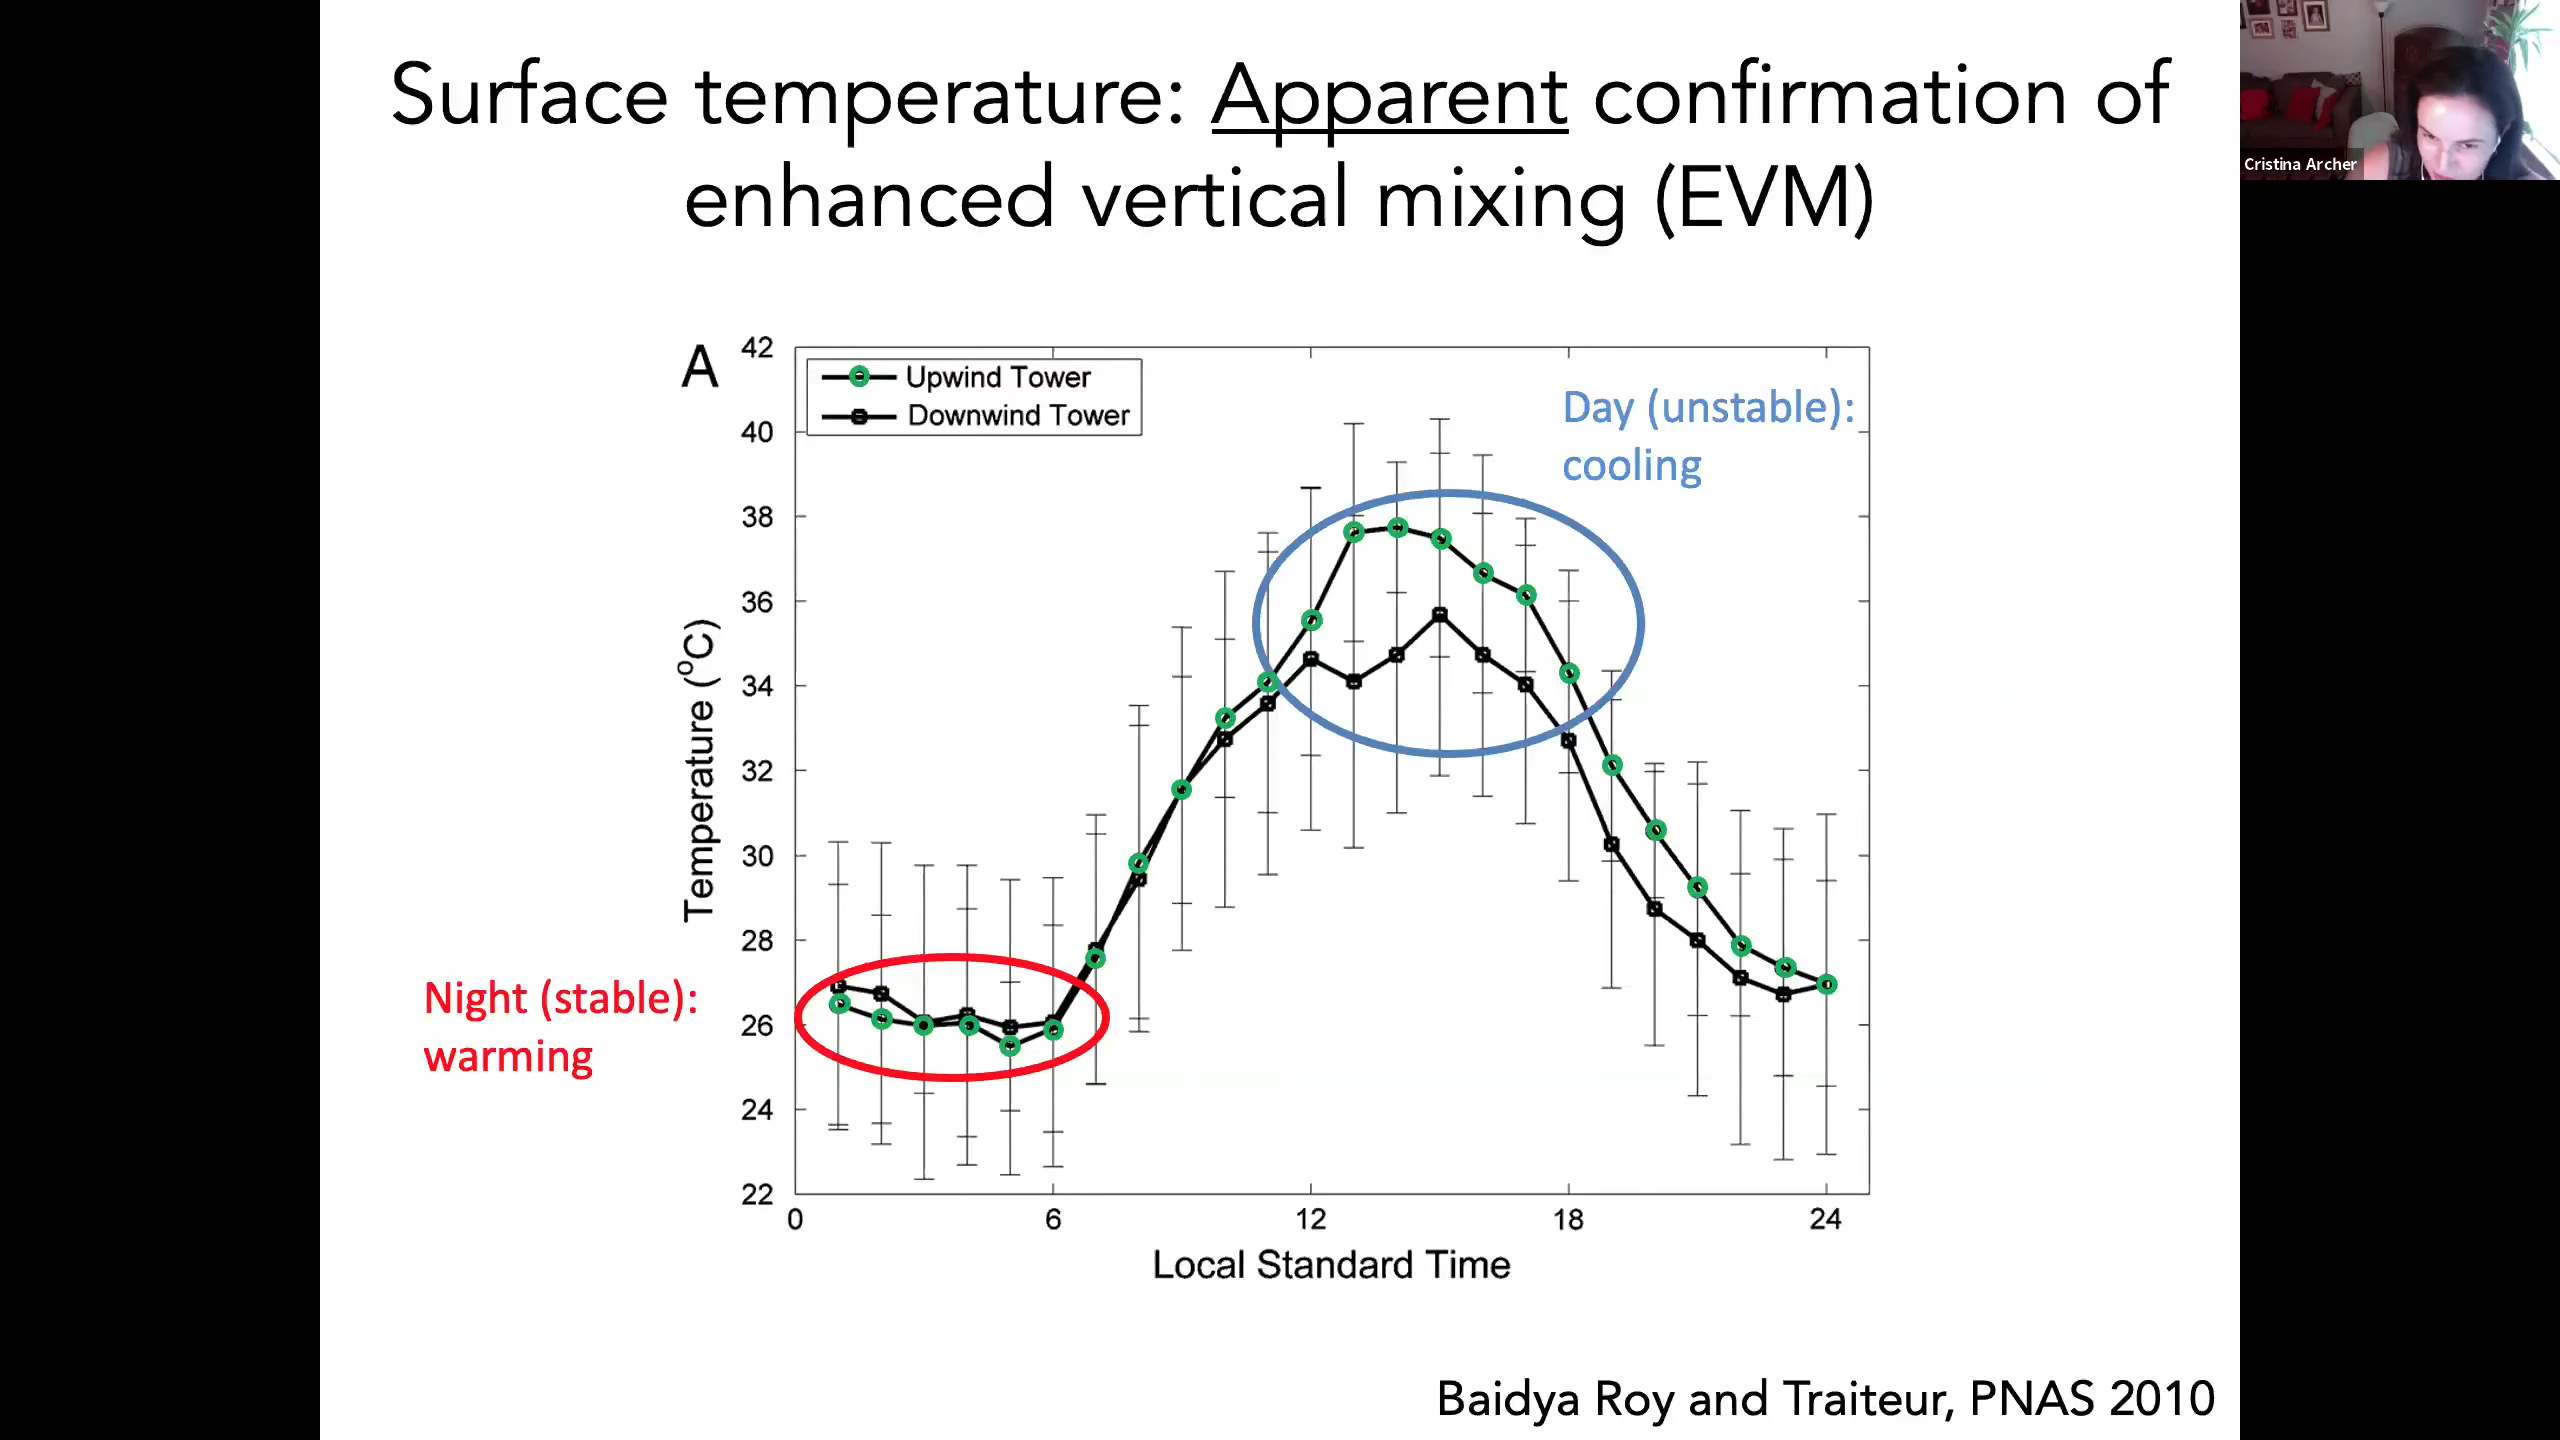 Surface temperature: Apparent confirmation of
enhanced vertical mixing (EVM)
Cristina Archer
A
Upwind Tower
Downwind Tower
Day (unstable):
cooling
Night (stable):
warming
Temperature (°C)
42
40
38
36
34
32
30
28
26
24
22
0 6 12 18 24
Local Standard Time
Baidya Roy and Traiteur, PNAS 2010